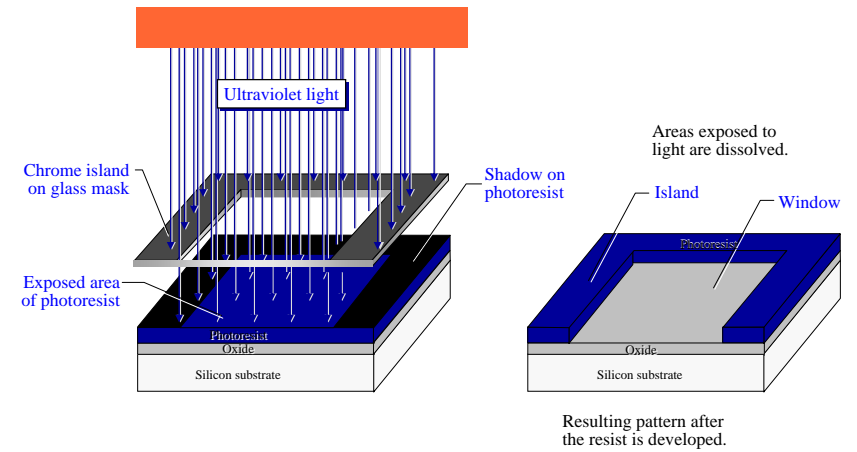 Ultraviolet light
Areas exposed to
light are dissolved.
Chrome island
on glass mask
Shadow on
photoresist
Island
Window
Photoresist
Exposed area
of photoresist
Photoresist
Oxide
Silicon substrate
Oxide
Silicon substrate
Resulting pattern after
the resist is developed.